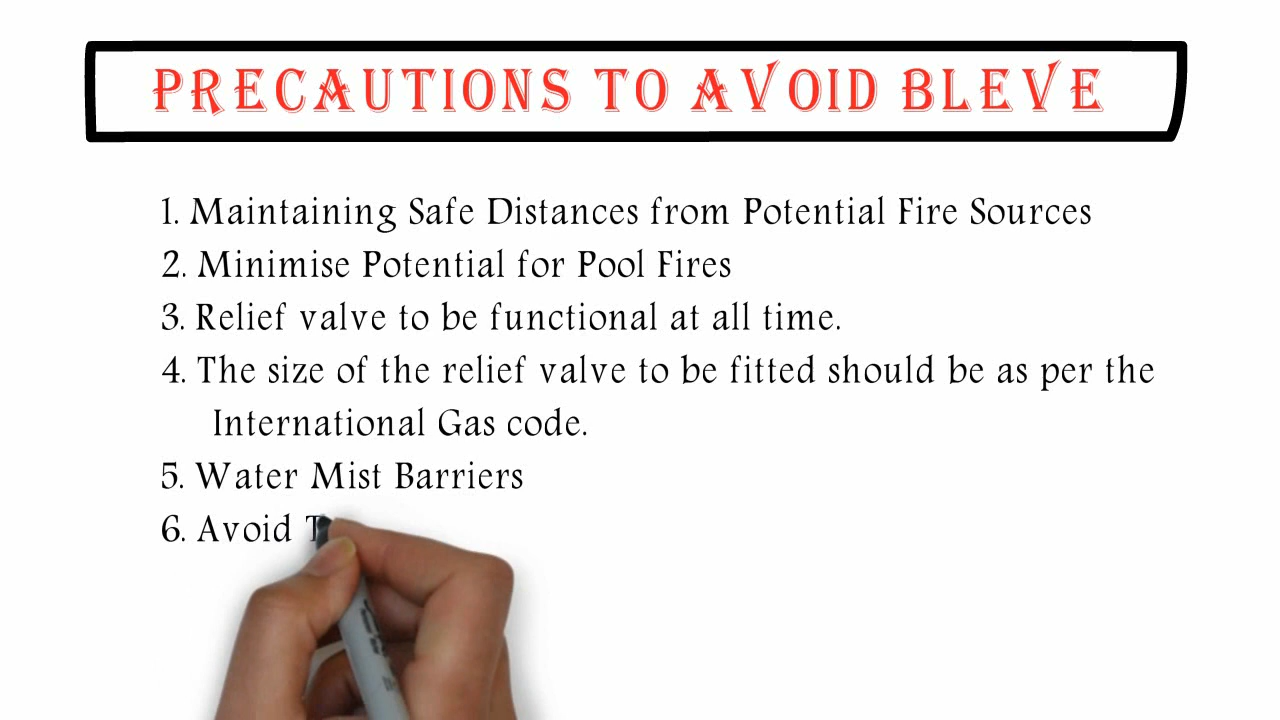 PRECAUTIONS TO AVOID BLEVE
1. Maintaining Safe Distances from Potential Fire Sources
2. Minimise Potential for Pool Fires
3. Relief valve to be functional at all time.
4. The size of the relief valve to be fitted should be as per the
International Gas code.
5. Water Mist Barriers
6. Avoid T